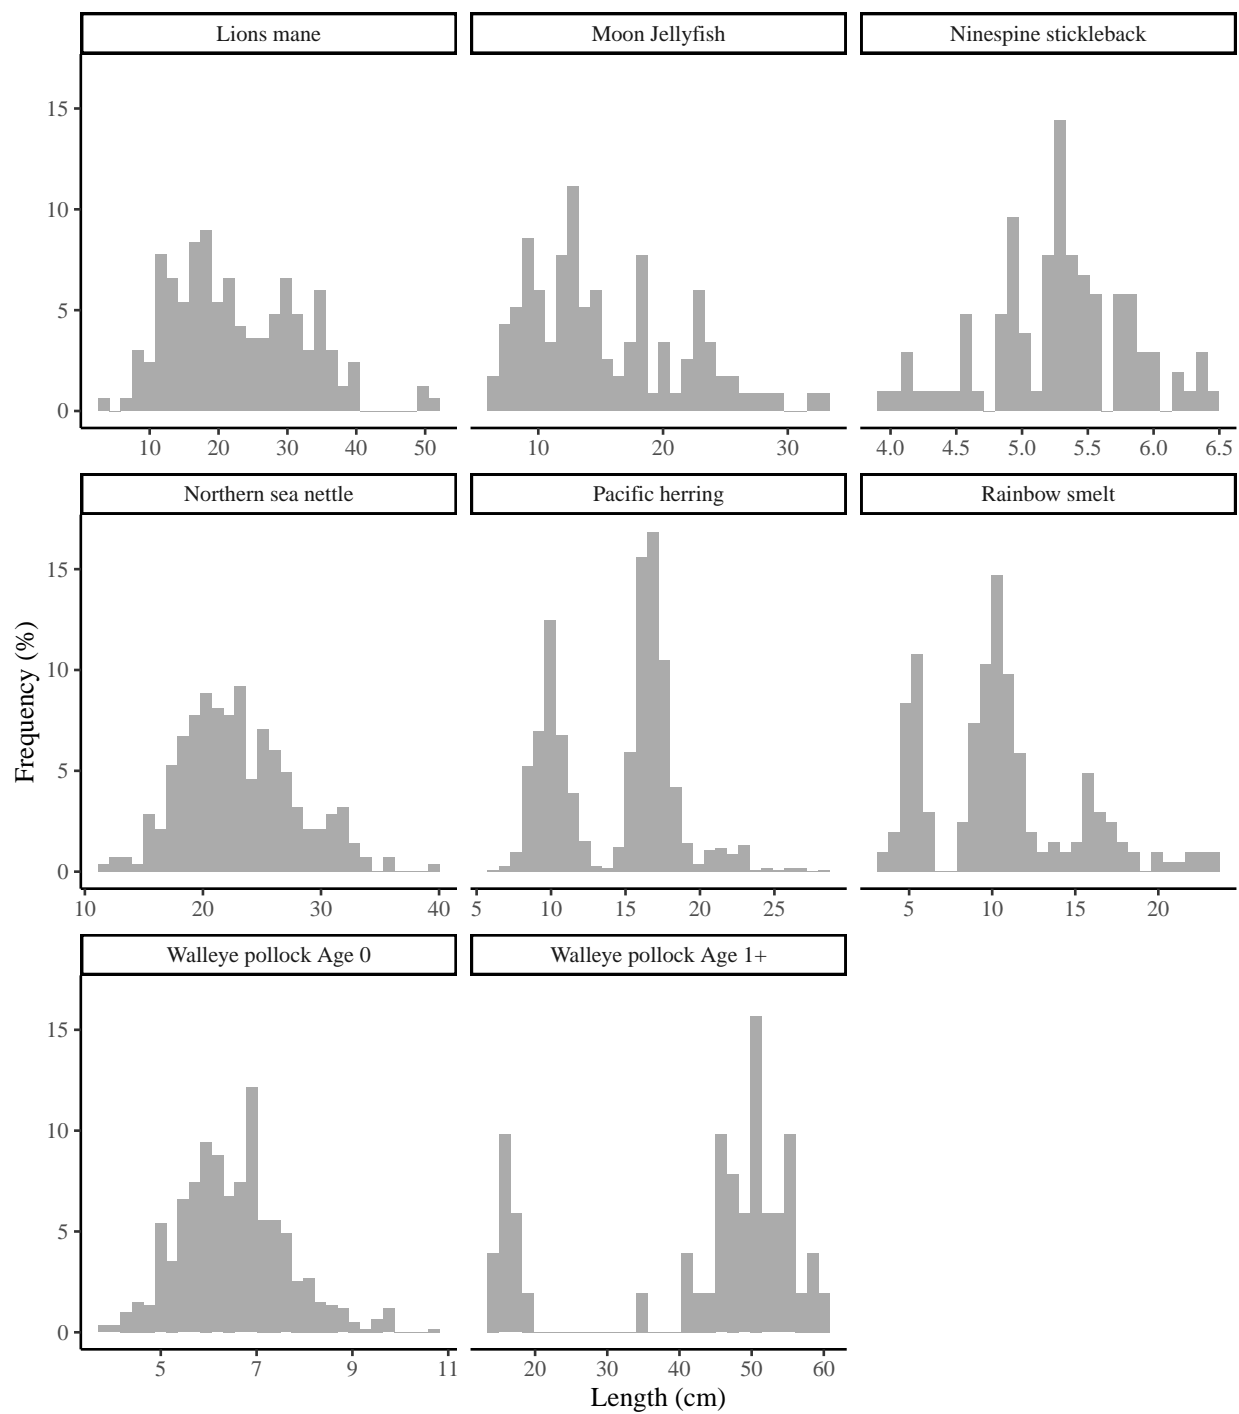 Lions mane Moon Jellyfish Ninespine stickleback
15
10
5
0
10 20 30 40 50 10 20 30 4.0 4.5 5.0 5.5 6.0 6.5
Northern sea nettle Pacific herring Rainbow smelt
15
10
5
0
10 20 30 40 5 10 15 20 25 5 10 15 20
Frequency (%)
Walleye pollock Age 0 Walleye pollock Age 1+
15
10
5
0
5 7 9 11 20 30 40 50 60
Length (cm)